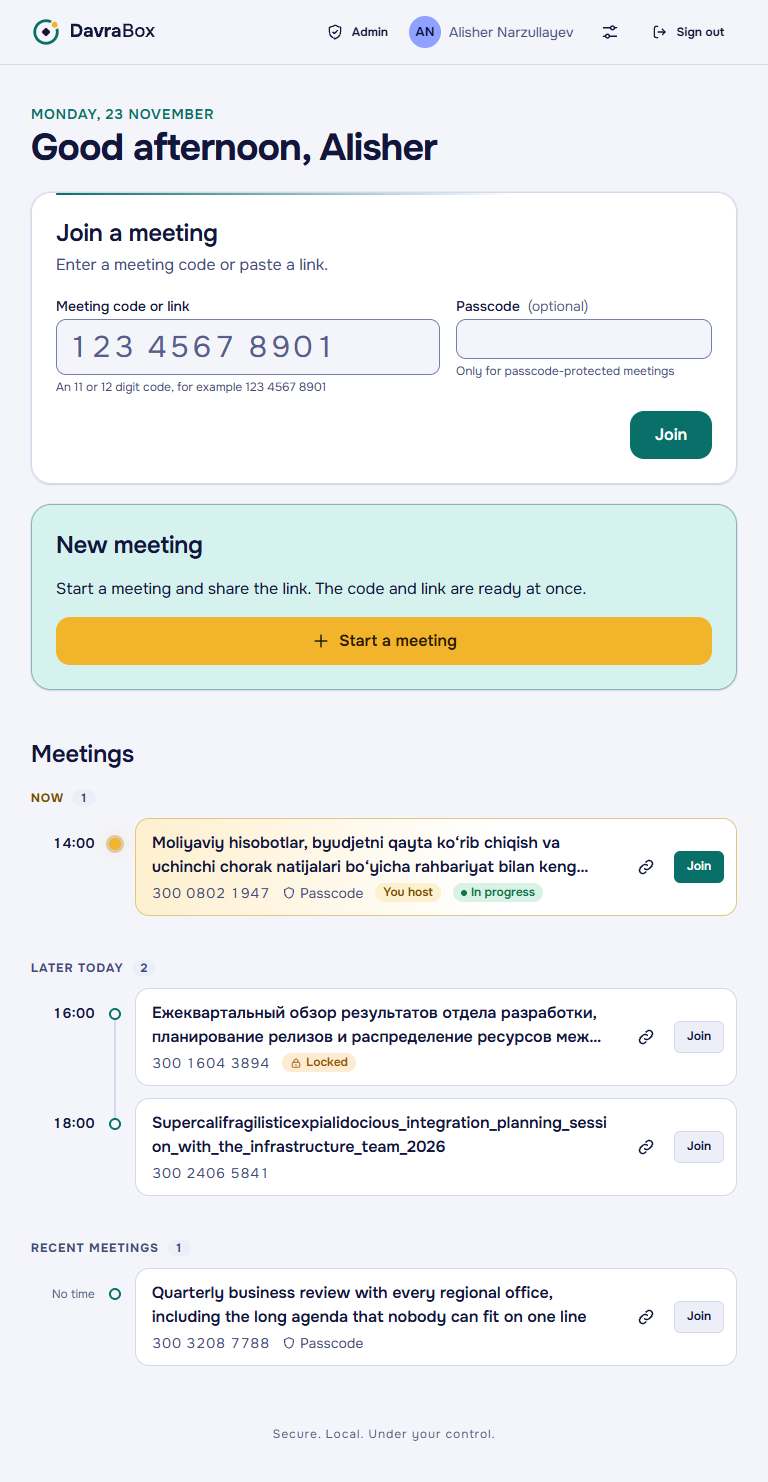 DavraBox
Admin
AN
Alisher Narzullayev
Sign out
MONDAY, 23 NOVEMBER
Good afternoon, Alisher
Join a meeting
Enter a meeting code or paste a link.
Meeting code or link
123 4567 8901
An 11 or 12 digit code, for example 123 4567 8901
Passcode (optional)
Only for passcode-protected meetings
Join
New meeting
Start a meeting and share the link. The code and link are ready at once.
Start a meeting
Meetings
NOW 1
14:00
Moliyaviy hisobotlar, byudjetni qayta ko‘rib chiqish va
uchinchi chorak natijalari bo‘yicha rahbariyat bilan keng…
300 0802 1947 Passcode You host In progress
Join
LATER TODAY 2
16:00
Ежеквартальный обзор результатов отдела разработки,
планирование релизов и распределение ресурсов меж…
300 1604 3894 Locked
Join
18:00
Supercalifragilisticexpialidocious_integration_planning_sessi
on_with_the_infrastructure_team_2026
300 2406 5841
Join
RECENT MEETINGS 1
No time
Quarterly business review with every regional office,
including the long agenda that nobody can fit on one line
300 3208 7788 Passcode
Join
Secure. Local. Under your control.